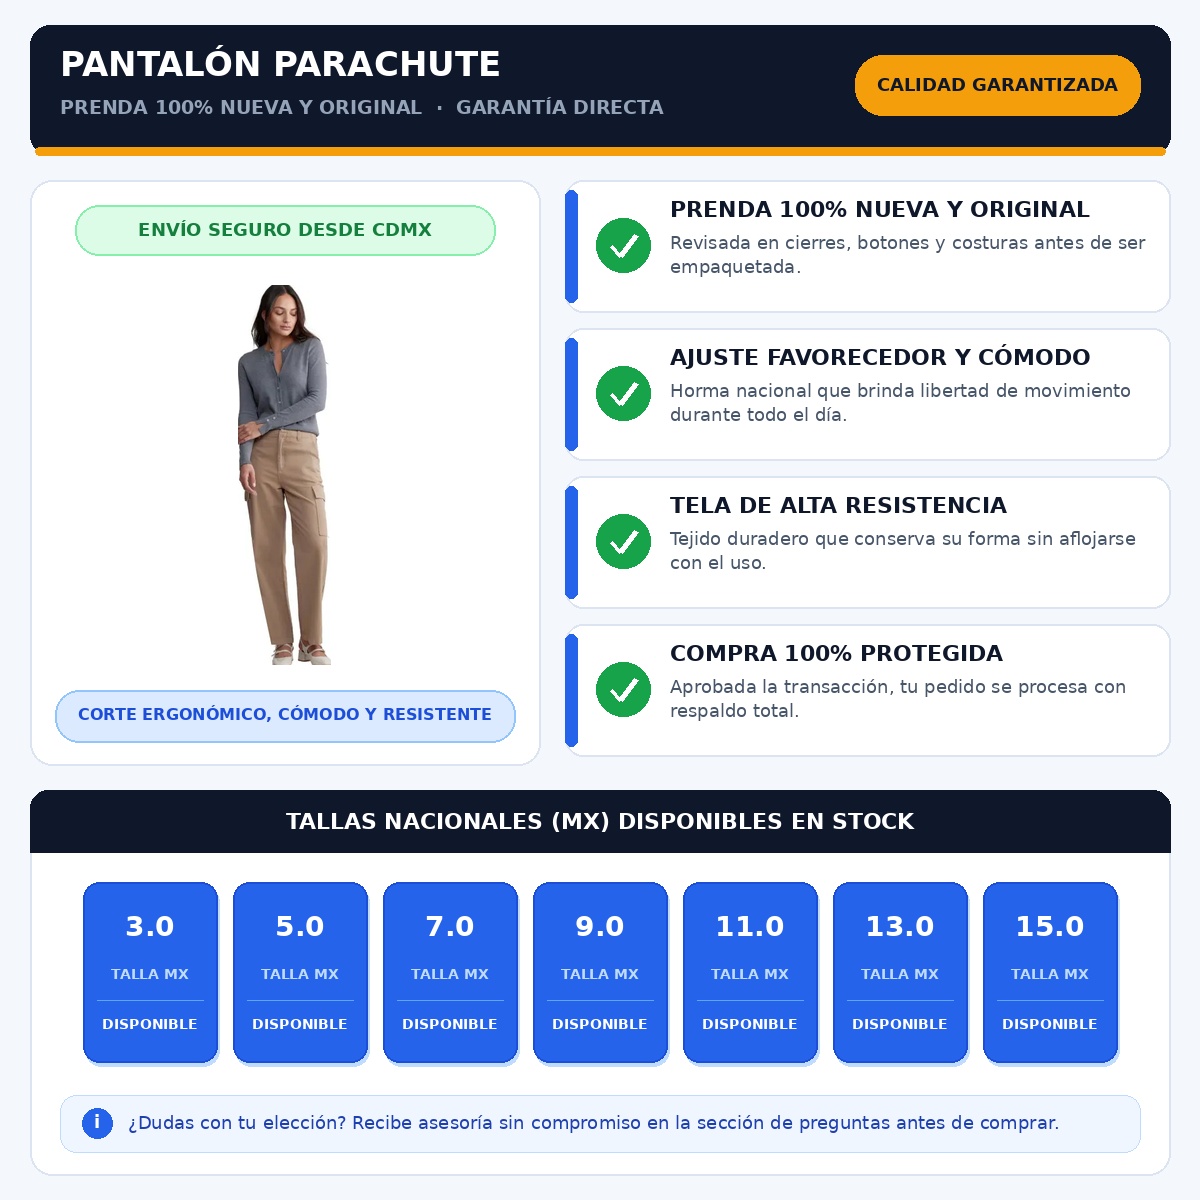 PANTALÓN PARACHUTE
PRENDA 100% NUEVA Y ORIGINAL · GARANTÍA DIRECTA
CALIDAD GARANTIZADA
ENVÍO SEGURO DESDE CDMX
CORTE ERGONÓMICO, CÓMODO Y RESISTENTE
PRENDA 100% NUEVA Y ORIGINAL
Revisada en cierres, botones y costuras antes de ser
empaquetada.
AJUSTE FAVORECEDOR Y CÓMODO
Horma nacional que brinda libertad de movimiento
durante todo el día.
TELA DE ALTA RESISTENCIA
Tejido duradero que conserva su forma sin aflojarse
con el uso.
COMPRA 100% PROTEGIDA
Aprobada la transacción, tu pedido se procesa con
respaldo total.
TALLAS NACIONALES (MX) DISPONIBLES EN STOCK
3.0
TALLA MX
DISPONIBLE
5.0
TALLA MX
DISPONIBLE
7.0
TALLA MX
DISPONIBLE
9.0
TALLA MX
DISPONIBLE
11.0
TALLA MX
DISPONIBLE
13.0
TALLA MX
DISPONIBLE
15.0
TALLA MX
DISPONIBLE
i
¿Dudas con tu elección? Recibe asesoría sin compromiso en la sección de preguntas antes de comprar.